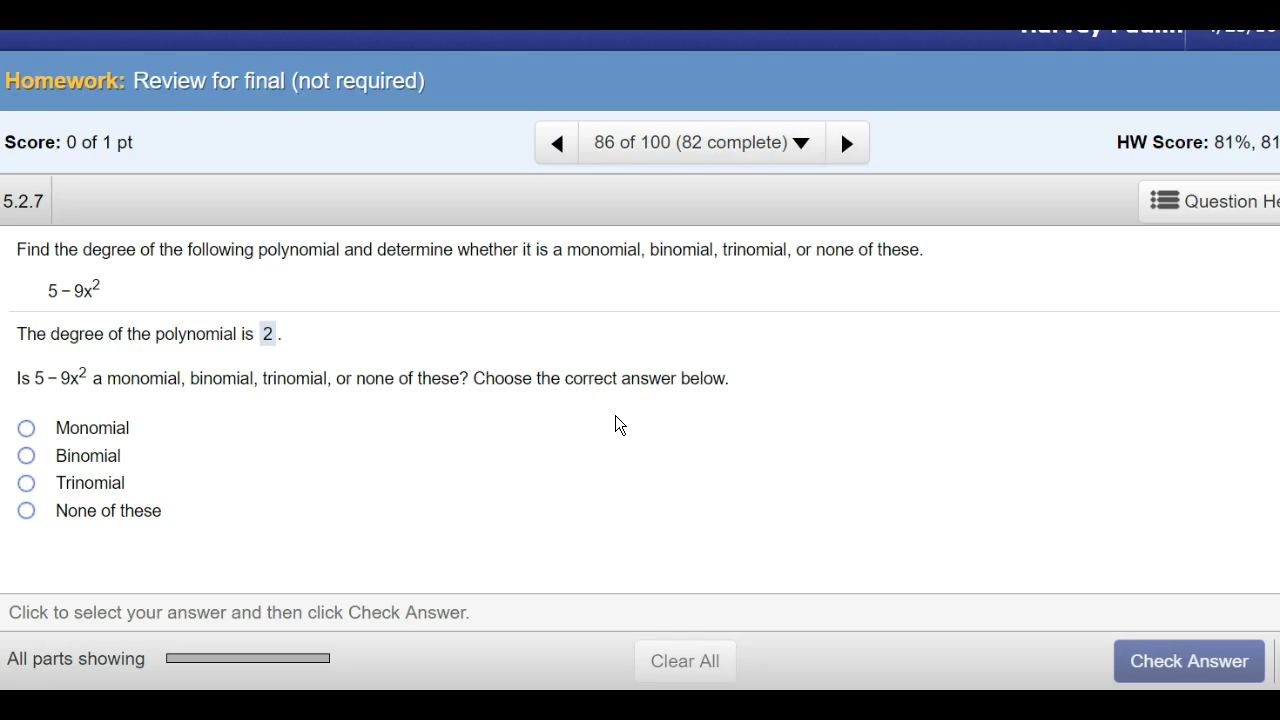 Homework: Review for final (not required)
Score: 0 of 1 pt
86 of 100 (82 complete)
HW Score: 81%, 81
5.2.7
Question He
Find the degree of the following polynomial and determine whether it is a monomial, binomial, trinomial, or none of these.
5 − 9x²
The degree of the polynomial is 2.
Is 5 − 9x² a monomial, binomial, trinomial, or none of these? Choose the correct answer below.
Monomial
Binomial
Trinomial
None of these
Click to select your answer and then click Check Answer.
All parts showing
Clear All
Check Answer